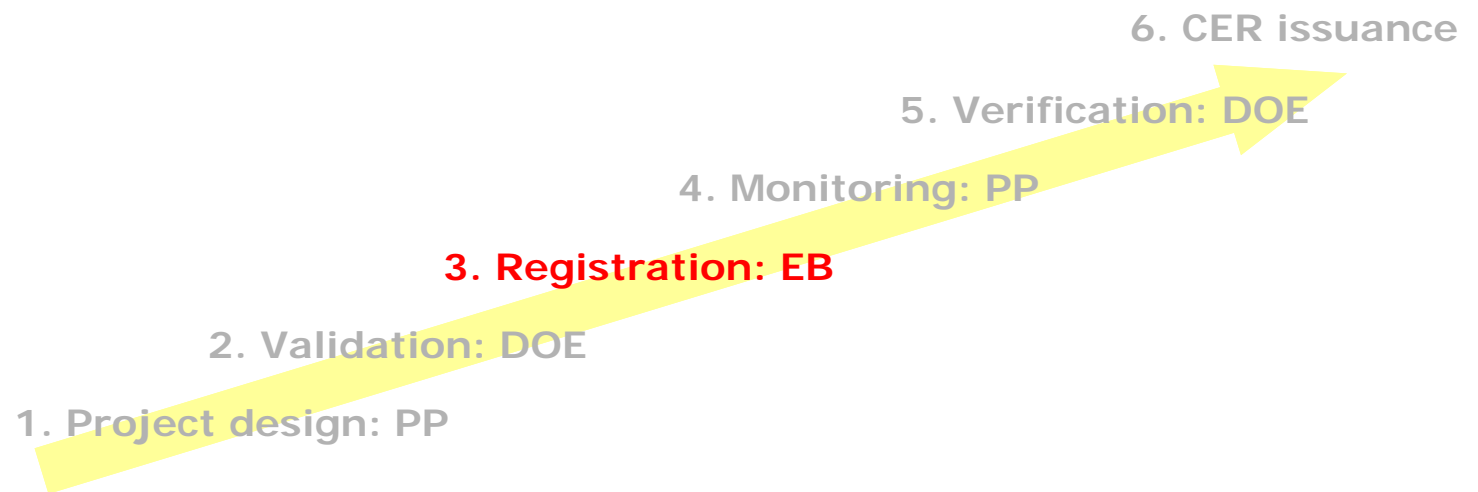 6. CER issuance
5. Verification: DOE
4. Monitoring: PP
3. Registration: EB
2. Validation: DOE
1. Project design: PP